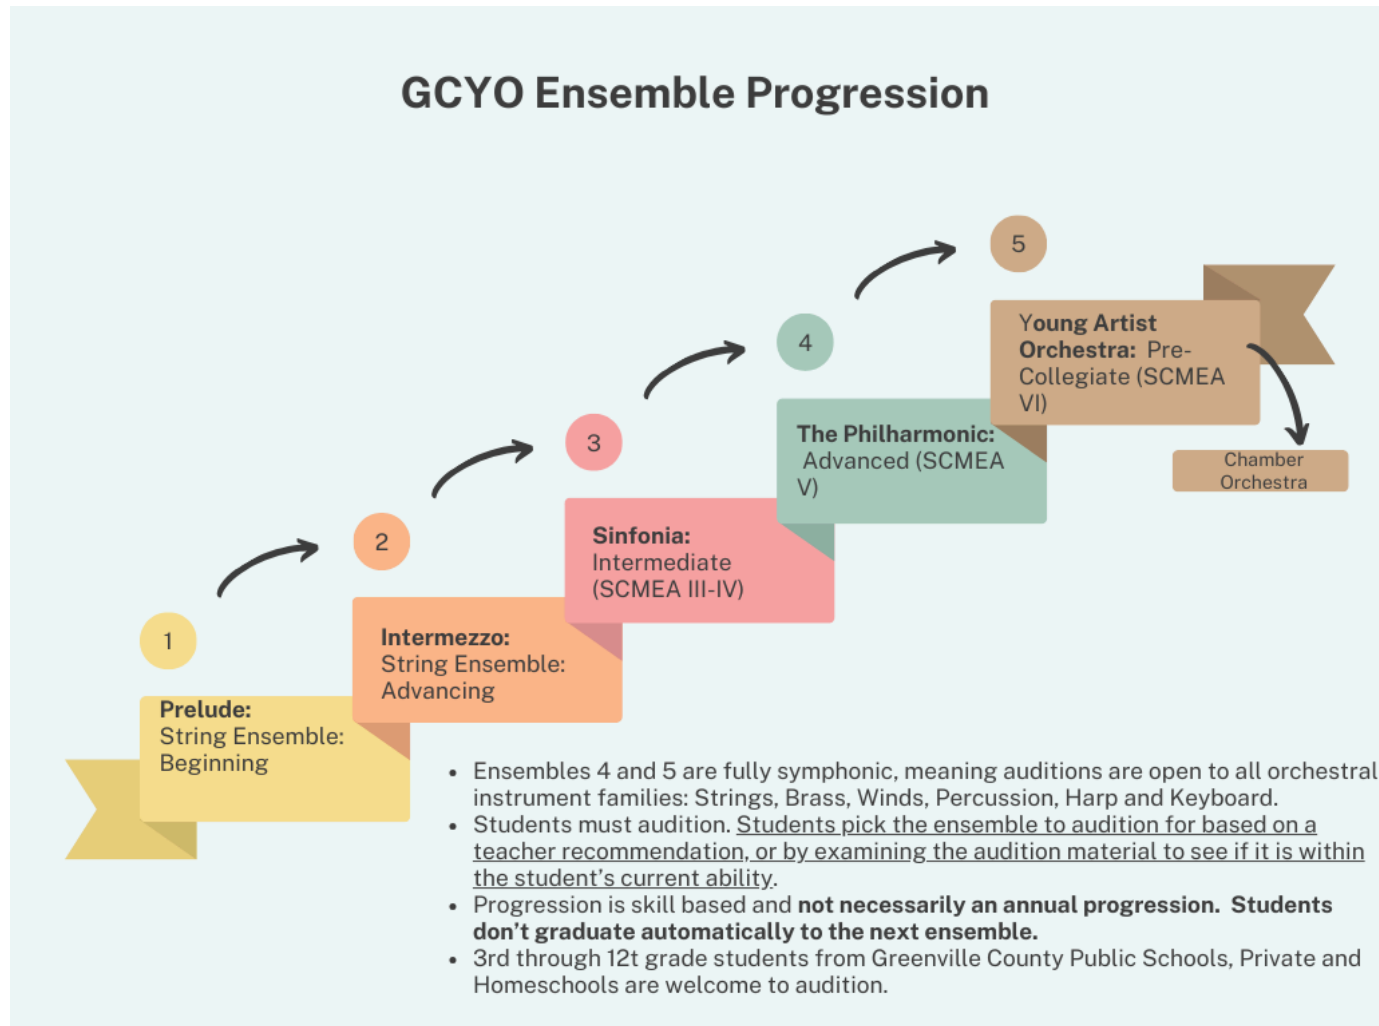 GCYO Ensemble Progression
5
Young Artist
Orchestra: Pre-
Collegiate (SCMEA
VI)
Chamber
Orchestra
4
The Philharmonic:
Advanced (SCMEA
V)
3
Sinfonia:
Intermediate
(SCMEA III-IV)
2
Intermezzo:
String Ensemble:
Advancing
1
Prelude:
String Ensemble:
Beginning
• Ensembles 4 and 5 are fully symphonic, meaning auditions are open to all orchestral
instrument families: Strings, Brass, Winds, Percussion, Harp and Keyboard.
• Students must audition. Students pick the ensemble to audition for based on a
teacher recommendation, or by examining the audition material to see if it is within
the student’s current ability.
• Progression is skill based and not necessarily an annual progression. Students
don’t graduate automatically to the next ensemble.
• 3rd through 12t grade students from Greenville County Public Schools, Private and
Homeschools are welcome to audition.